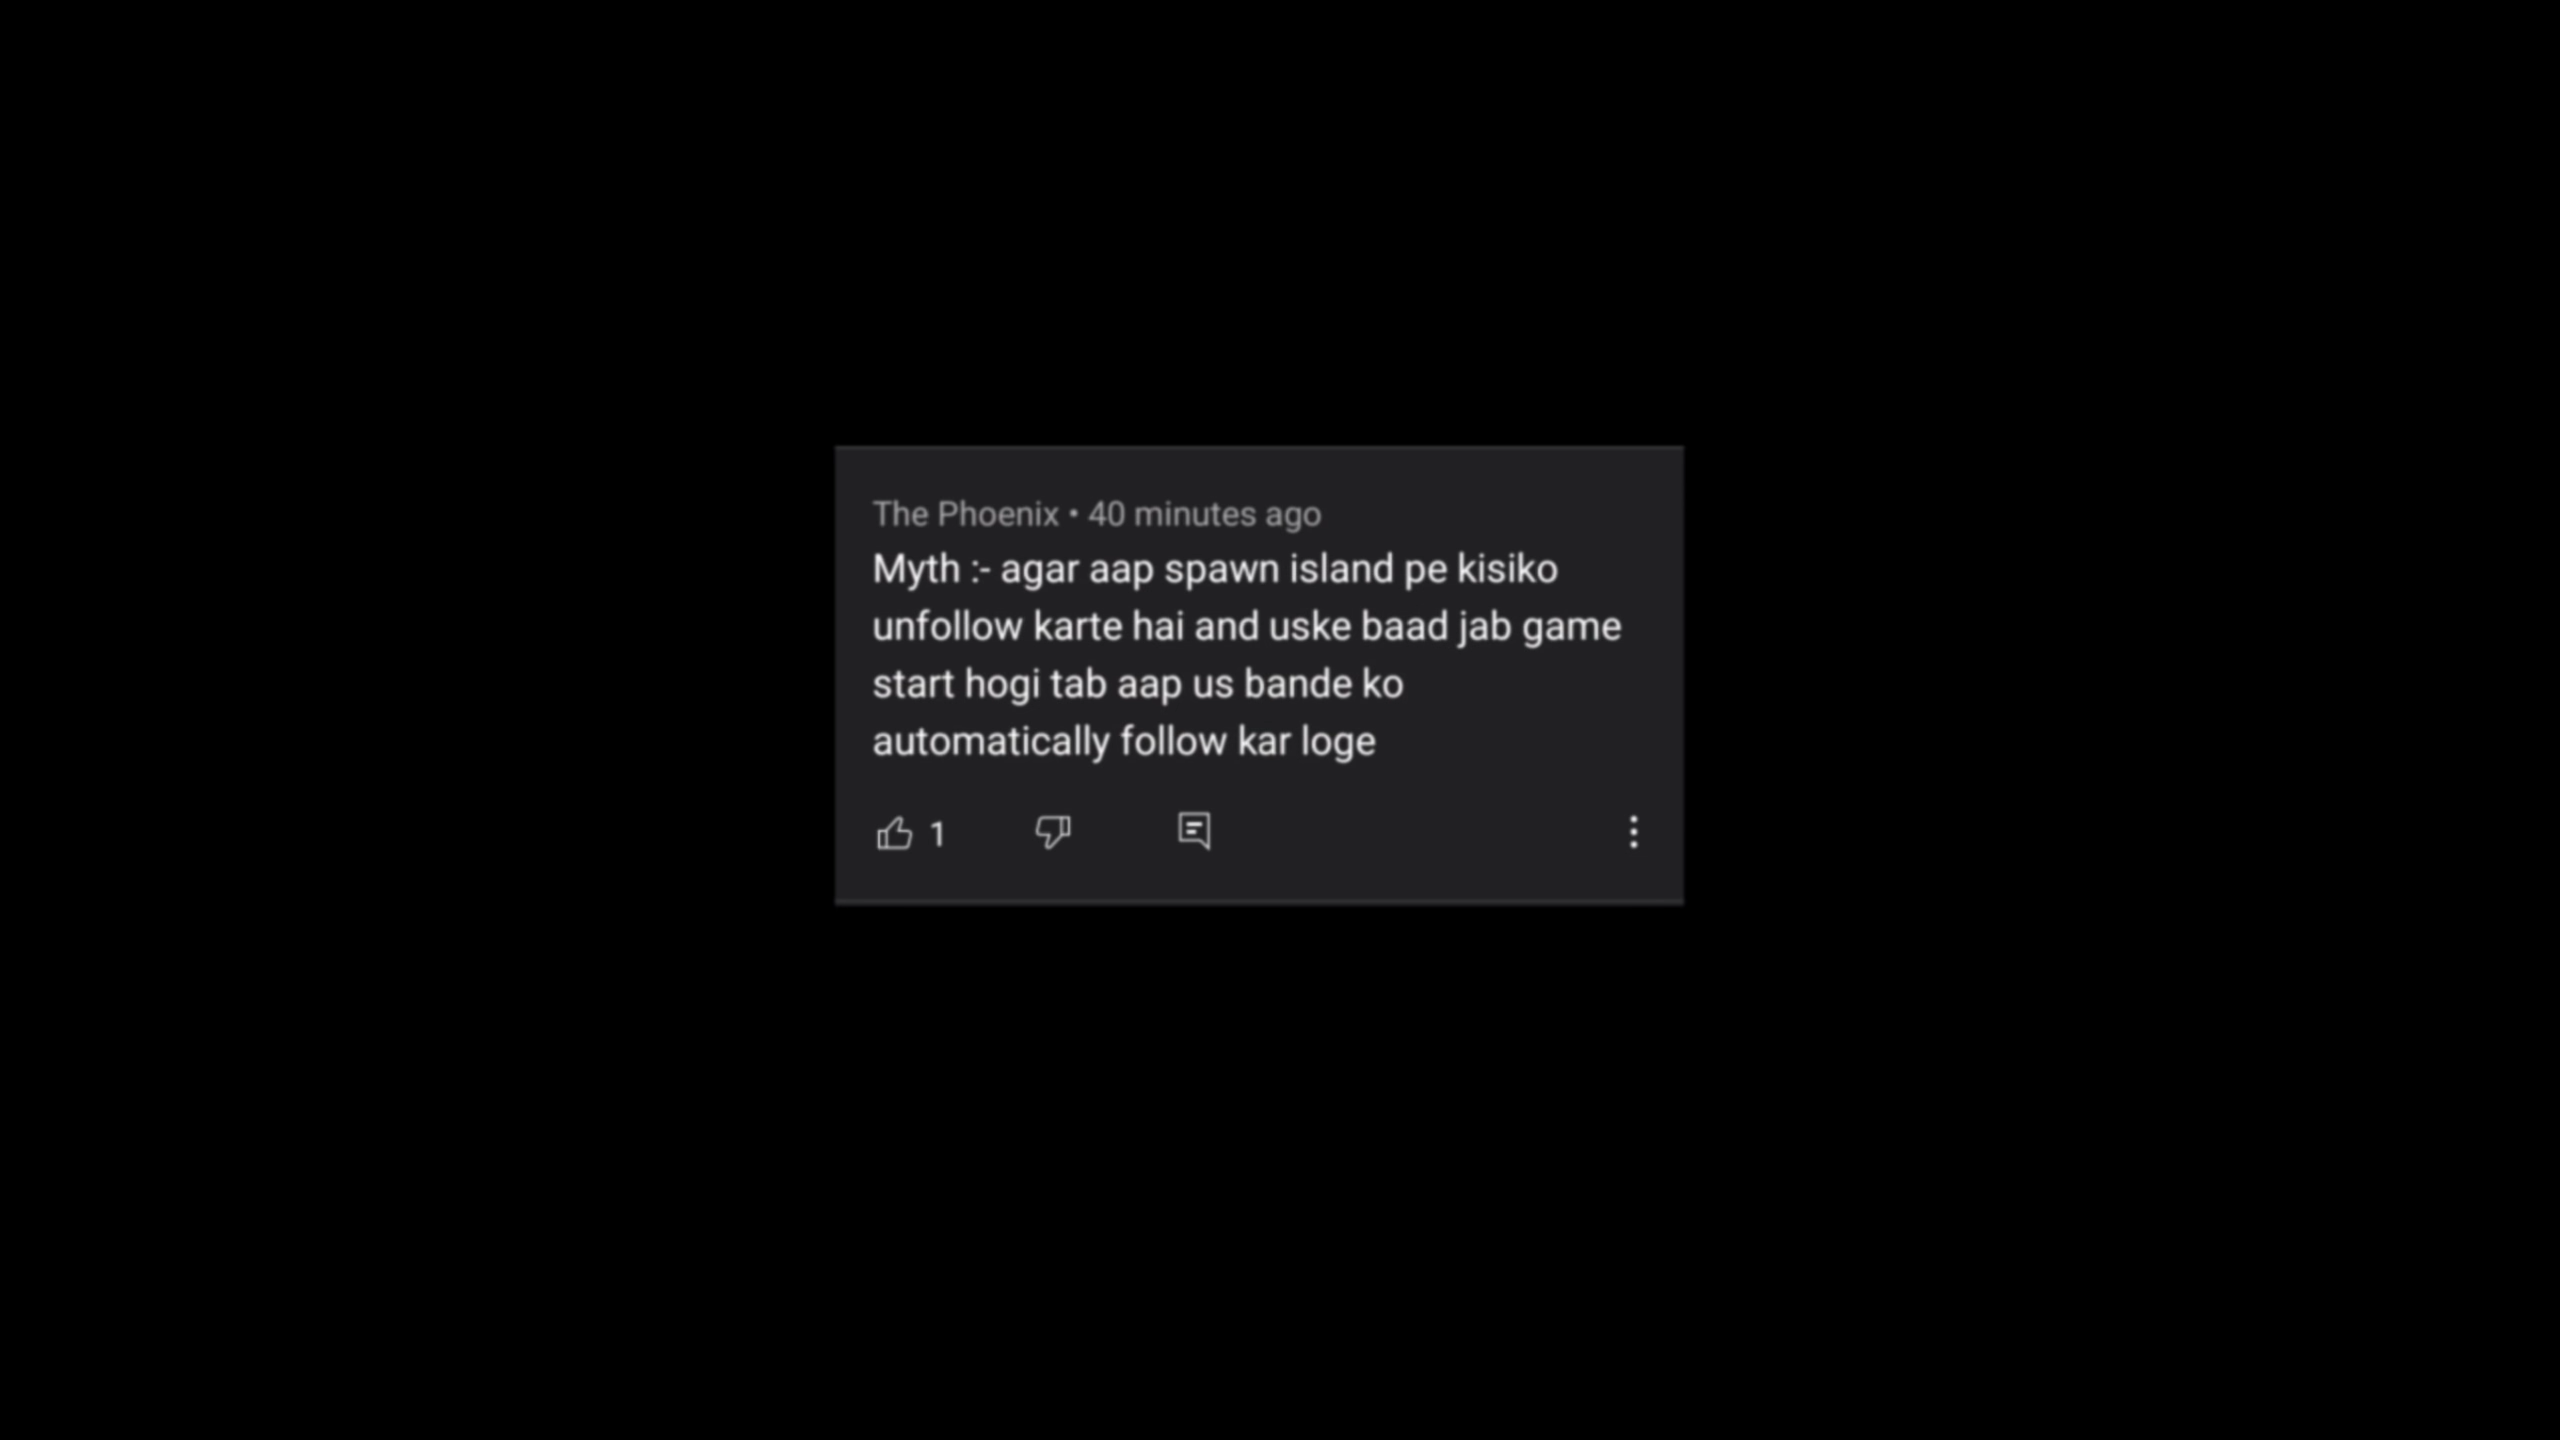 The Phoenix • 40 minutes ago
Myth :- agar aap spawn island pe kisiko
unfollow karte hai and uske baad jab game
start hogi tab aap us bande ko
automatically follow kar loge
1